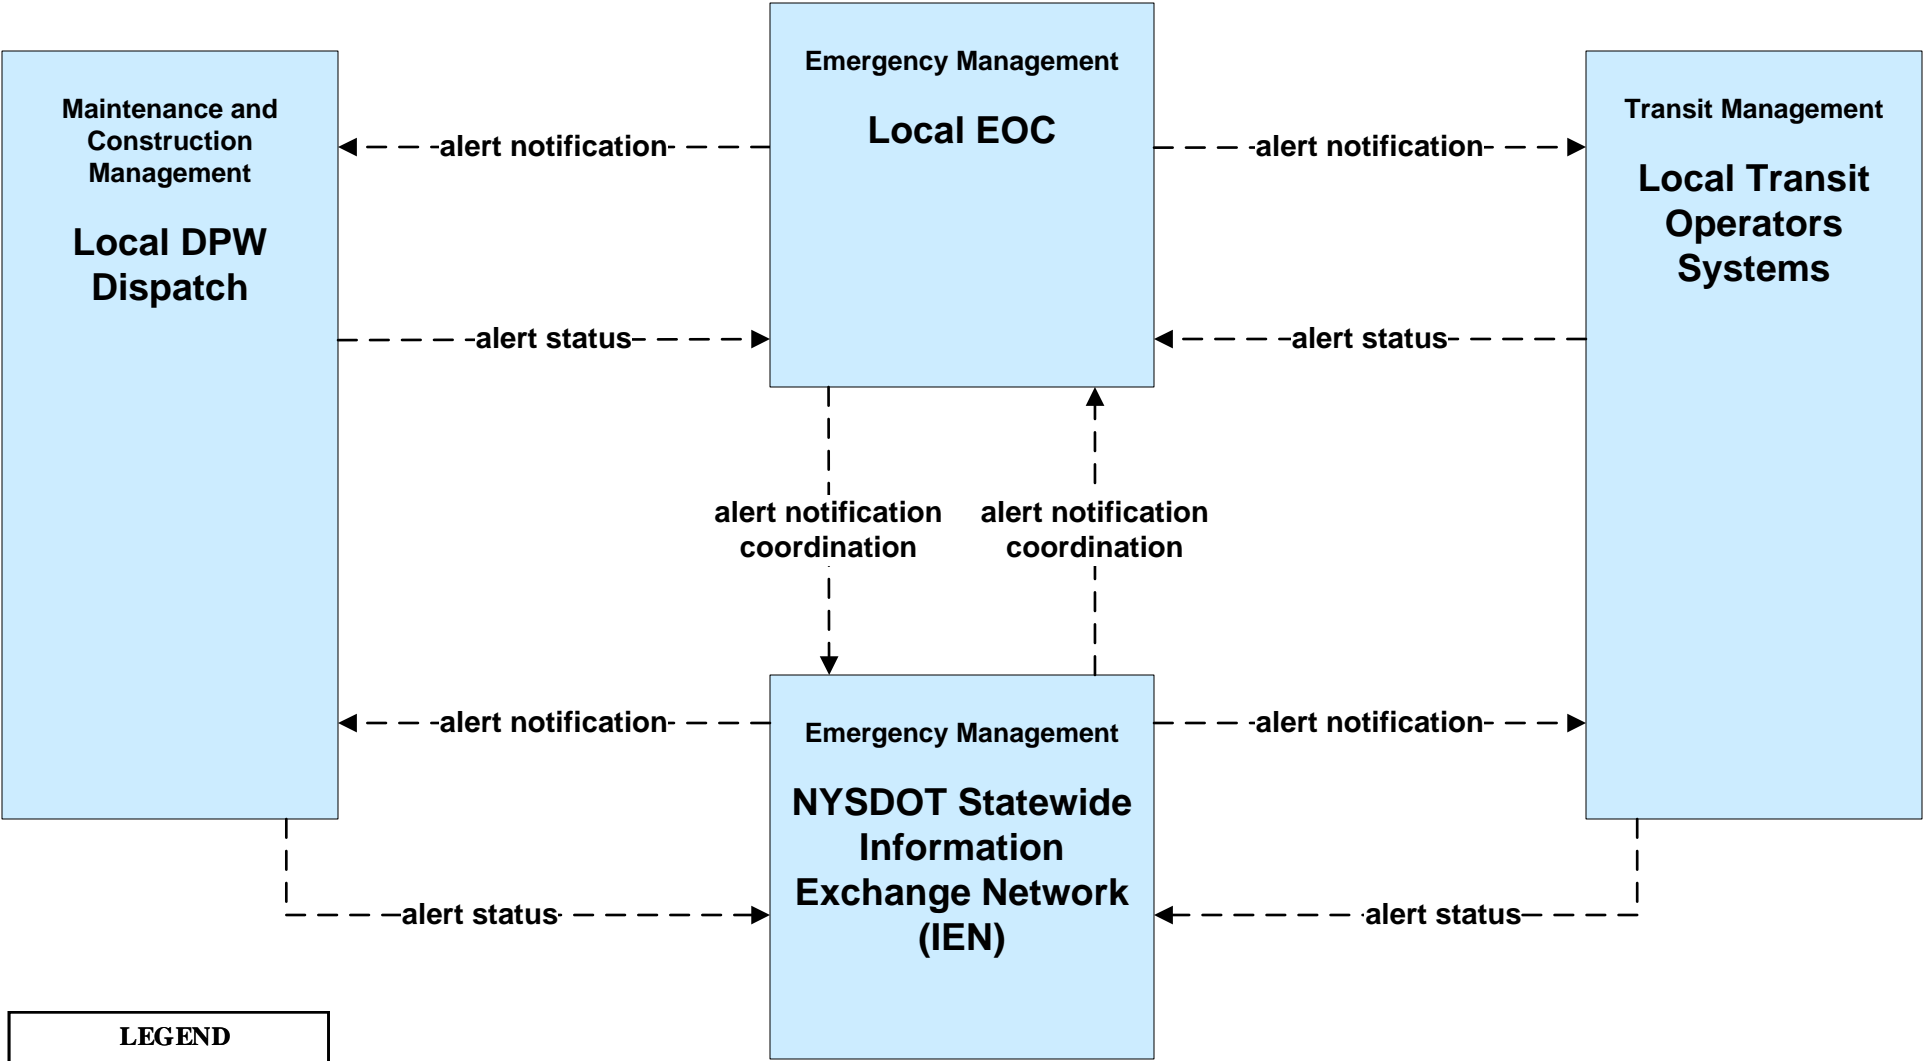 Maintenance and
Construction
Management
Local DPW
Dispatch
Emergency Management
Local EOC
Transit Management
Local Transit
Operators
Systems
alert notification
alert notification
alert status
alert status
alert notification
coordination
alert notification
coordination
alert notification
alert notification
Emergency Management
NYSDOT Statewide
Information
Exchange Network
(IEN)
alert status
alert status
LEGEND